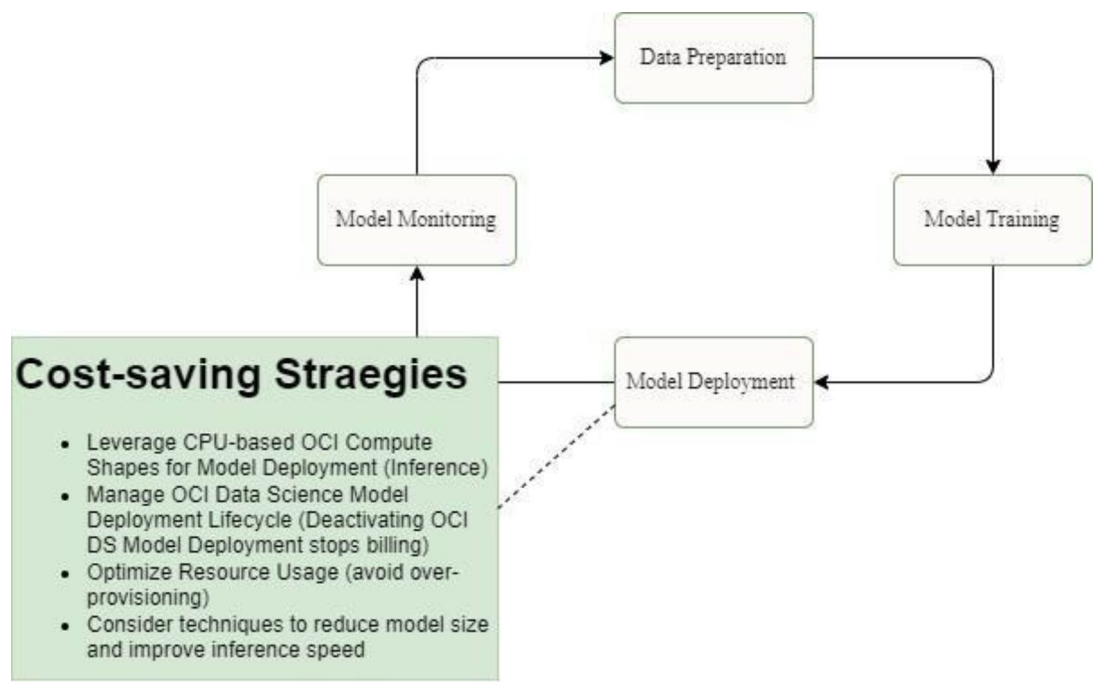 Data Preparation
Model Monitoring
Model Training
Cost-saving Straegies
Model Deployment
• Leverage CPU-based OCI Compute
Shapes for Model Deployment (Inference)
• Manage OCI Data Science Model
Deployment Lifecycle (Deactivating OCI
DS Model Deployment stops billing)
• Optimize Resource Usage (avoid over-
provisioning)
• Consider techniques to reduce model size
and improve inference speed